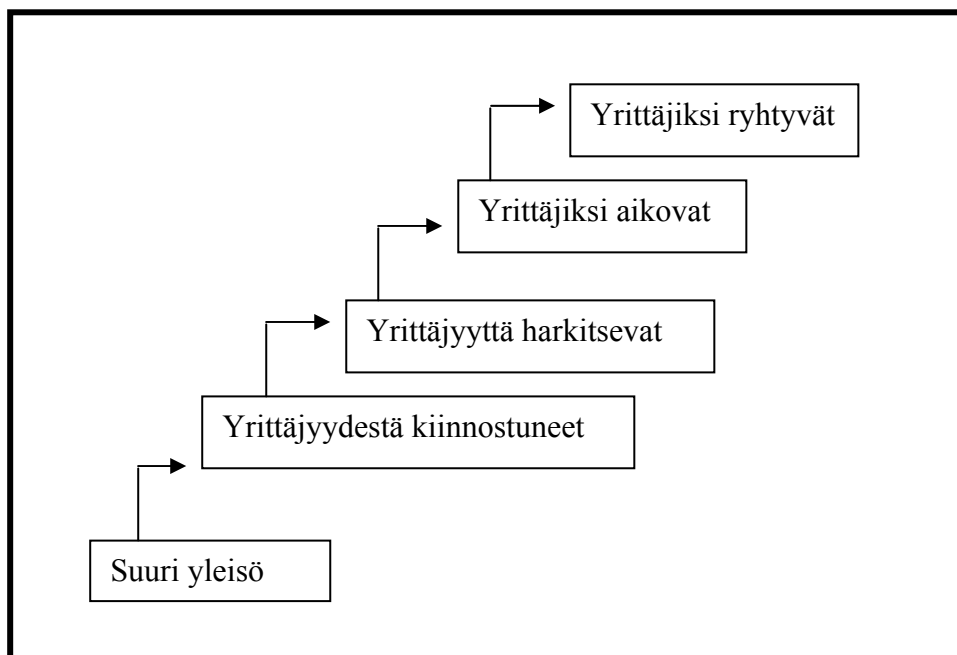 Yrittäjiksi ryhtyvät
Yrittäjiksi aikovat
Yrittäjyyttä harkitsevat
Yrittäjyydestä kiinnostuneet
Suuri yleisö